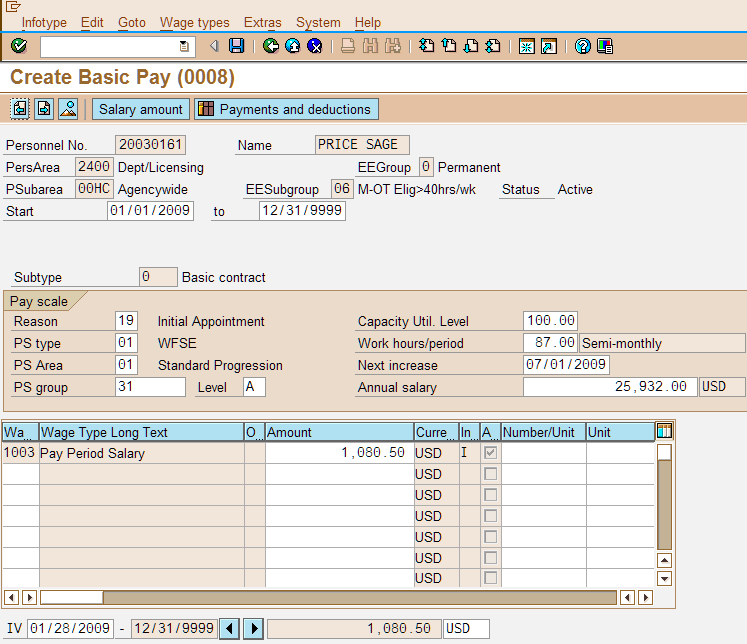 Infotype Edit Goto Wage types Extras System Help
Create Basic Pay (0008)
Salary amount Payments and deductions
Personnel No. 20030161 Name PRICE SAGE
PersArea 2400 Dept/Licensing EEGroup 0 Permanent
PSubarea 00HC Agencywide EESubgroup 06 M-OT Elig>40hrs/wk Status Active
Start 01/01/2009 to 12/31/9999
Subtype 0 Basic contract
Pay scale
Reason 19 Initial Appointment Capacity Util. Level 100.00
PS type 01 WFSE Work hours/period 87.00 Semi-monthly
PS Area 01 Standard Progression Next increase 07/01/2009
PS group 31 Level A Annual salary 25,932.00 USD
Wa... Wage Type Long Text O... Amount Curre... In... A... Number/Unit Unit
1003 Pay Period Salary 1,080.50 USD I
USD
USD
USD
USD
USD
USD
IV 01/28/2009 - 12/31/9999 1,080.50 USD